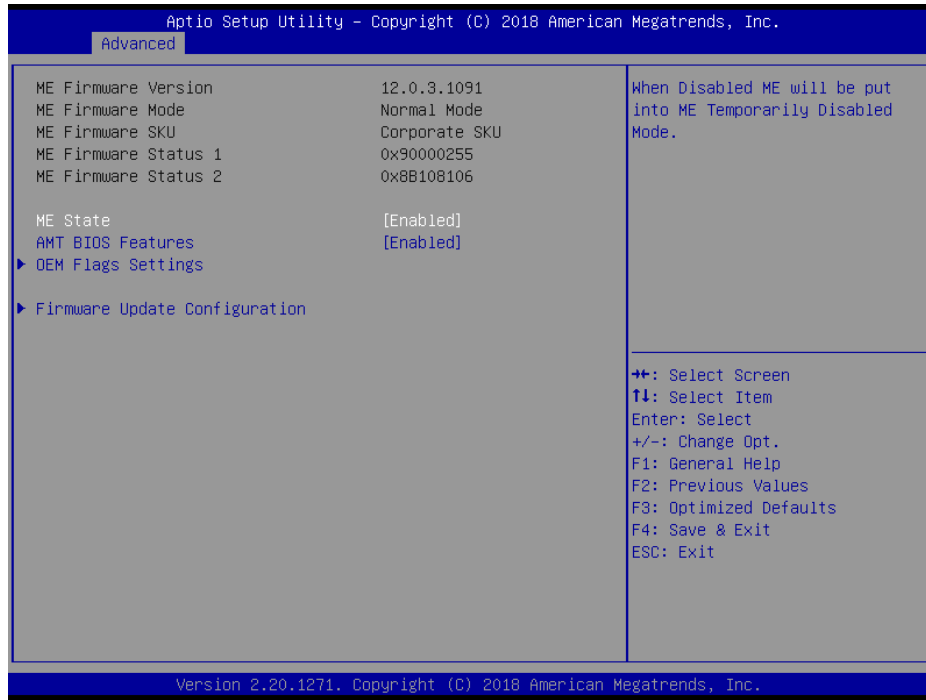 Aptio Setup Utility – Copyright (C) 2018 American Megatrends, Inc.
Advanced
ME Firmware Version 12.0.3.1091
ME Firmware Mode Normal Mode
ME Firmware SKU Corporate SKU
ME Firmware Status 1 0x90000255
ME Firmware Status 2 0x8B108106
ME State [Enabled]
AMT BIOS Features [Enabled]
▶ OEM Flags Settings
▶ Firmware Update Configuration
When Disabled ME will be put
into ME Temporarily Disabled
Mode.
→←: Select Screen
↑↓: Select Item
Enter: Select
+/-: Change Opt.
F1: General Help
F2: Previous Values
F3: Optimized Defaults
F4: Save & Exit
ESC: Exit
Version 2.20.1271. Copyright (C) 2018 American Megatrends, Inc.